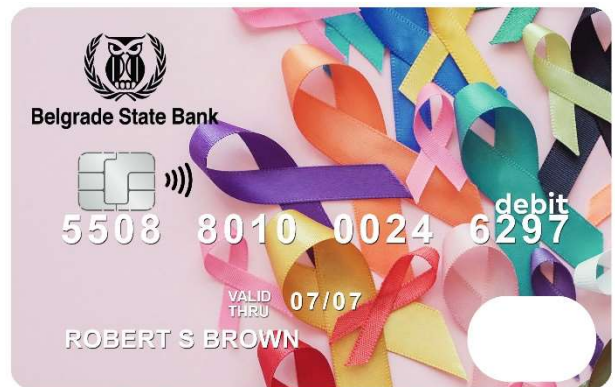 Belgrade State Bank
debit
5508 8010 0024 6297
VALID THRU 07/07
ROBERT S BROWN